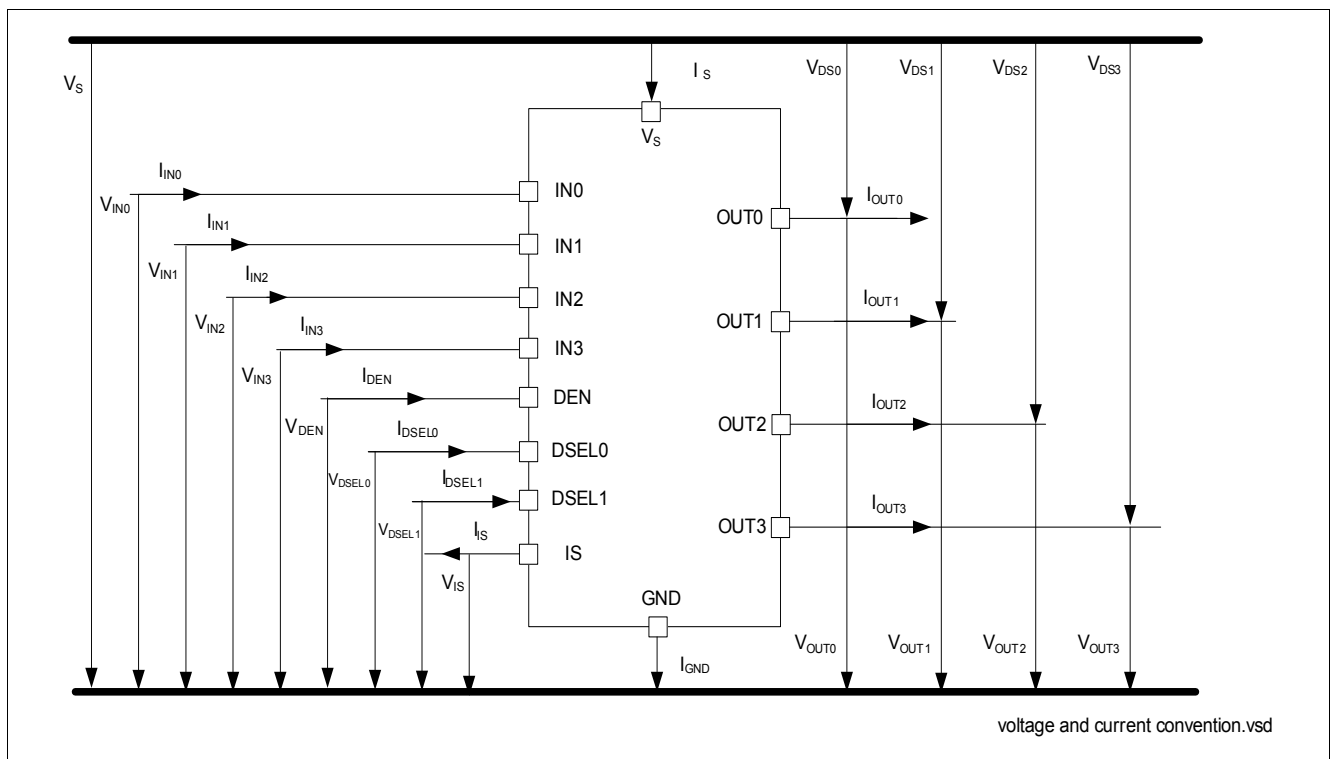 VS
IS
VDS0
VDS1
VDS2
VDS3
VS
IIN0
IN0
VIN0
IOUT0
OUT0
IIN1
IN1
VIN1
IIN2
IN2
VIN2
IOUT1
OUT1
IIN3
IN3
VIN3
IDEN
DEN
VDEN
IOUT2
OUT2
IDSEL0
DSEL0
VDSEL0
IDSEL1
DSEL1
VDSEL1
IOUT3
OUT3
IIS
IS
VIS
GND
IGND
VOUT0
VOUT1
VOUT2
VOUT3
voltage and current convention.vsd